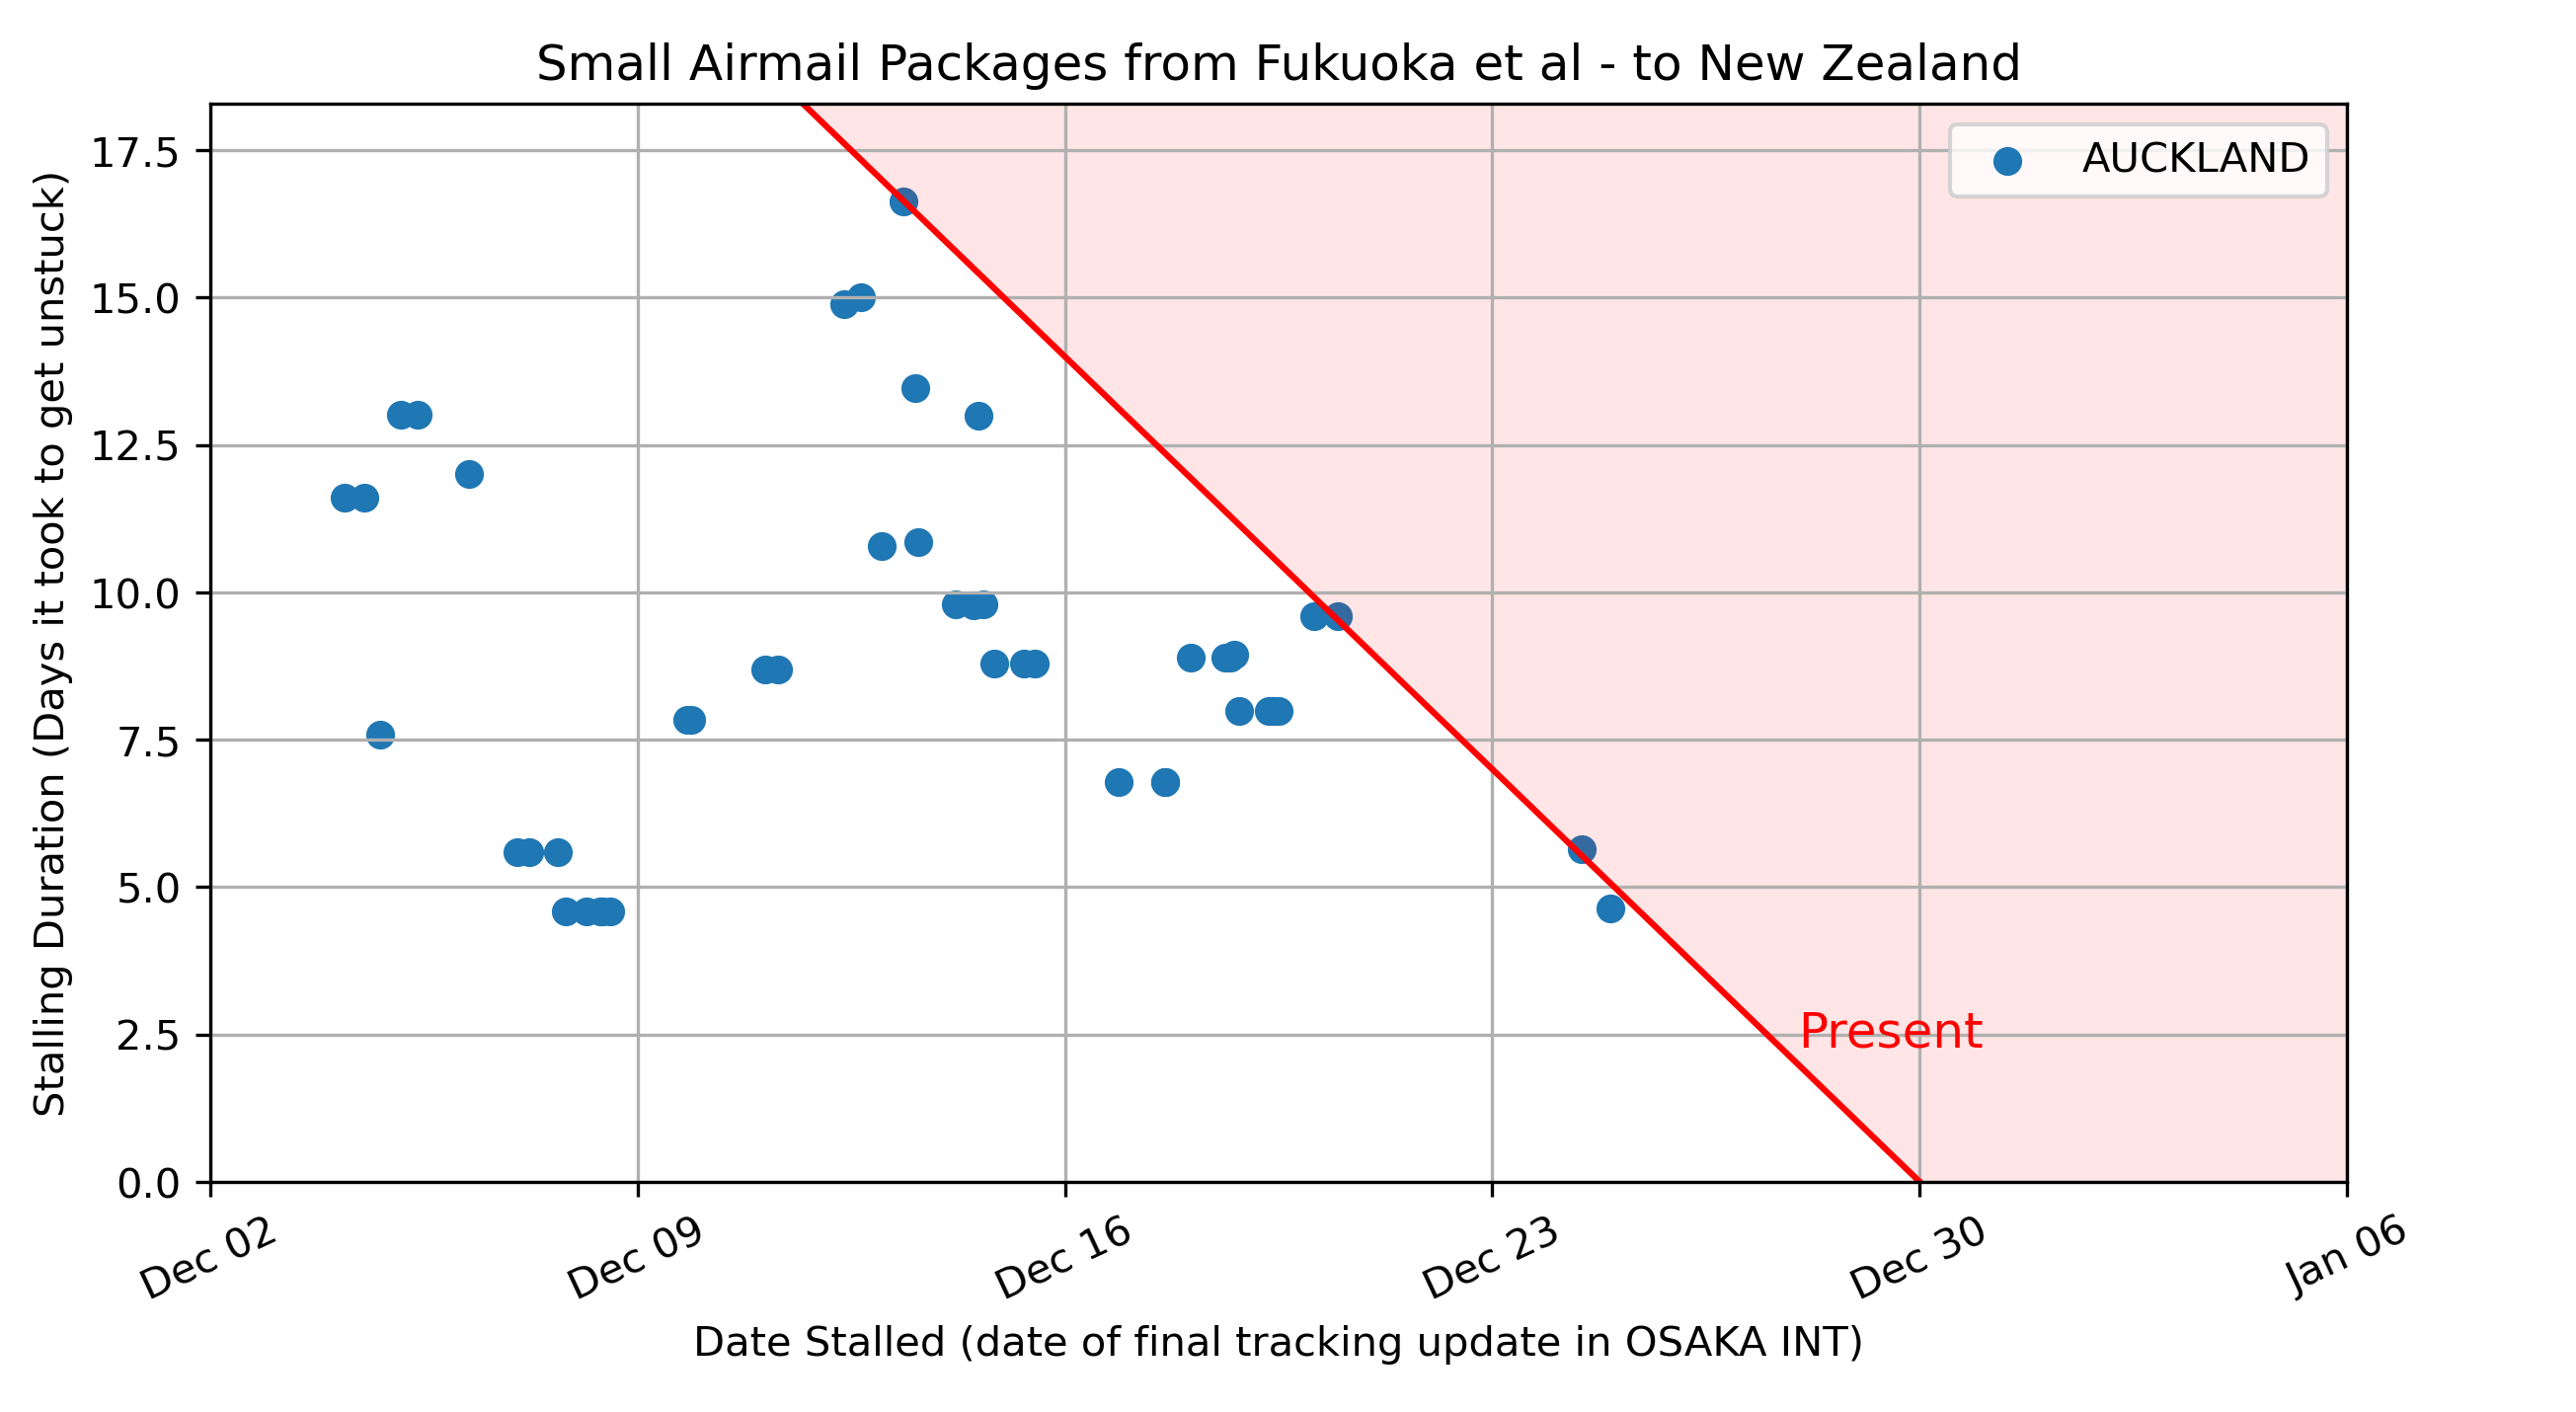 Small Airmail Packages from Fukuoka et al - to New Zealand
AUCKLAND
Stalling Duration (Days it took to get unstuck)
17.5
15.0
12.5
10.0
7.5
5.0
2.5
0.0
Present
Dec 02
Dec 09
Dec 16
Dec 23
Dec 30
Jan 06
Date Stalled (date of final tracking update in OSAKA INT)